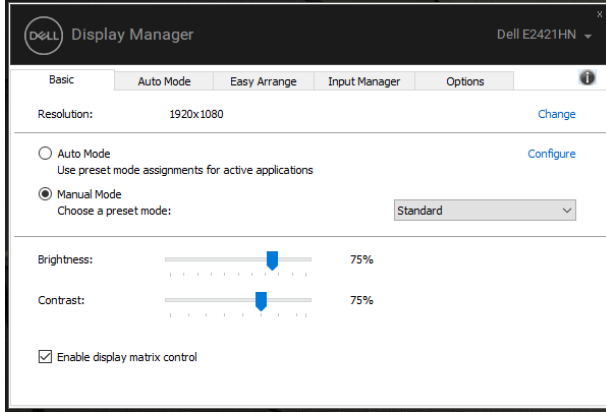 x
DELL Display Manager Dell E2421HN
Basic Auto Mode Easy Arrange Input Manager Options i
Resolution: 1920x1080 Change
Auto Mode Configure
Use preset mode assignments for active applications
Manual Mode
Choose a preset mode: Standard
Brightness: 75%
Contrast: 75%
Enable display matrix control